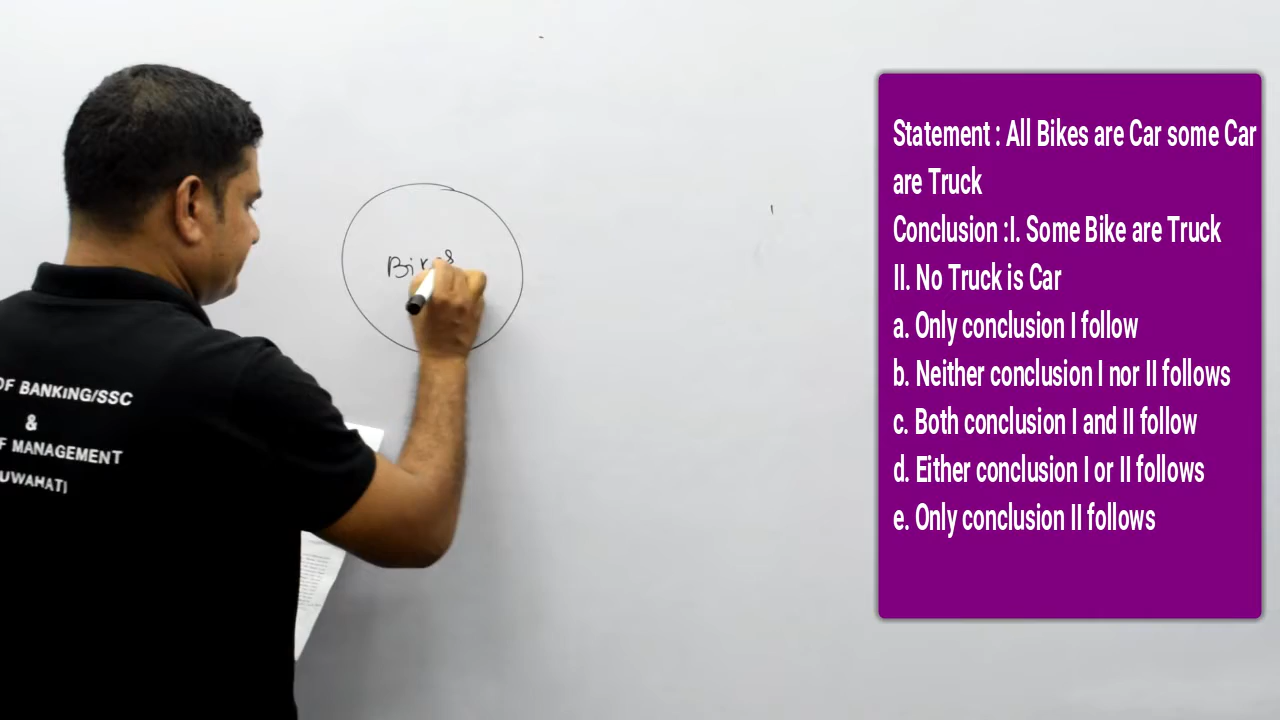 Statement : All Bikes are Car some Car
are Truck
Conclusion :I. Some Bike are Truck
II. No Truck is Car
a. Only conclusion I follow
b. Neither conclusion I nor II follows
c. Both conclusion I and II follow
d. Either conclusion I or II follows
e. Only conclusion II follows
Bikes
OF BANKING/SSC
&
F MANAGEMENT
UWAHATI